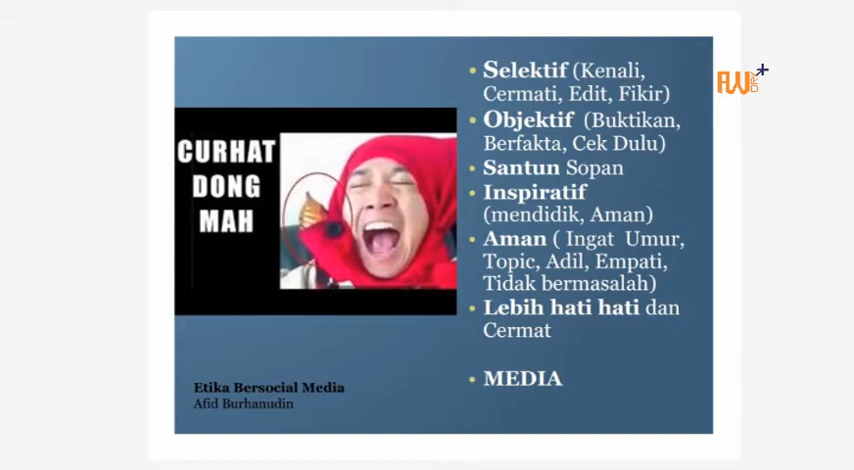 CURHAT
DONG
MAH
• Selektif (Kenali,
Cermati, Edit, Fikir)
• Objektif (Buktikan,
Berfakta, Cek Dulu)
• Santun Sopan
• Inspiratif
(mendidik, Aman)
• Aman ( Ingat Umur,
Topic, Adil, Empati,
Tidak bermasalah)
• Lebih hati hati dan
Cermat
• MEDIA
Etika Bersocial Media
Afid Burhanudin